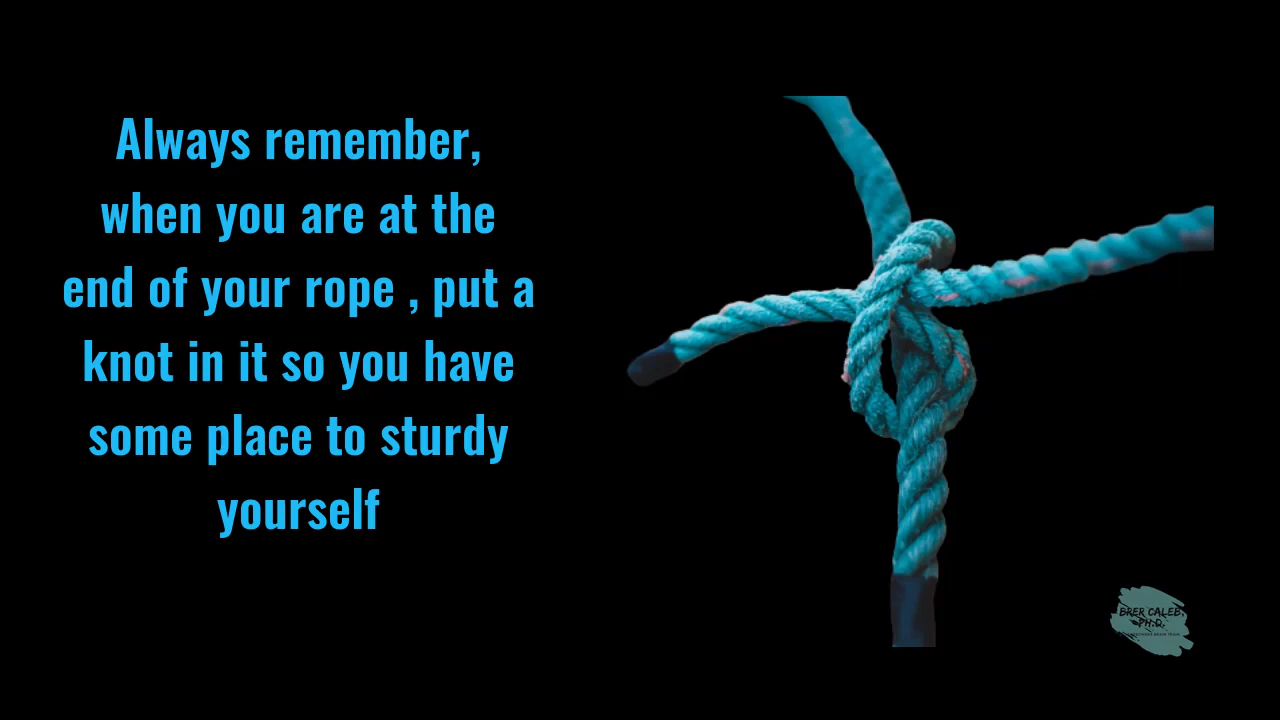 Always remember,
when you are at the
end of your rope , put a
knot in it so you have
some place to sturdy
yourself
BRER CALEB,
PH.D.